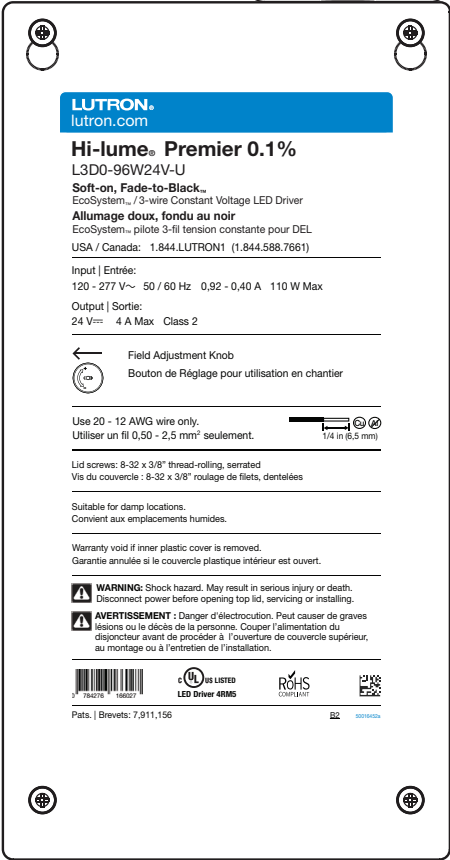 LUTRON®
lutron.com
Hi-lume® Premier 0.1%
L3D0-96W24V-U
Soft-on, Fade-to-Black™
EcoSystem™ / 3-wire Constant Voltage LED Driver
Allumage doux, fondu au noir
EcoSystem™ pilote 3-fil tension constante pour DEL
USA / Canada: 1.844.LUTRON1 (1.844.588.7661)
Input | Entrée:
120 - 277 V~ 50 / 60 Hz 0,92 - 0,40 A 110 W Max
Output | Sortie:
24 V⎓ 4 A Max Class 2
Field Adjustment Knob
Bouton de Réglage pour utilisation en chantier
Use 20 - 12 AWG wire only.
Utiliser un fil 0,50 - 2,5 mm² seulement.
Cu Al
1/4 in (6,5 mm)
Lid screws: 8-32 x 3/8” thread-rolling, serrated
Vis du couvercle : 8-32 x 3/8” roulage de filets, dentelées
Suitable for damp locations.
Convient aux emplacements humides.
Warranty void if inner plastic cover is removed.
Garantie annulée si le couvercle plastique intérieur est ouvert.
WARNING: Shock hazard. May result in serious injury or death.
Disconnect power before opening top lid, servicing or installing.
AVERTISSEMENT : Danger d'électrocution. Peut causer de graves
lésions ou le décès de la personne. Couper l'alimentation du
disjoncteur avant de procéder à l'ouverture de couvercle supérieur,
au montage ou à l'entretien de l'installation.
0 784276 166027
C UL US LISTED
LED Driver 4RM5
RoHS
COMPLIANT
Pats. | Brevets: 7,911,156
B2
50016452a